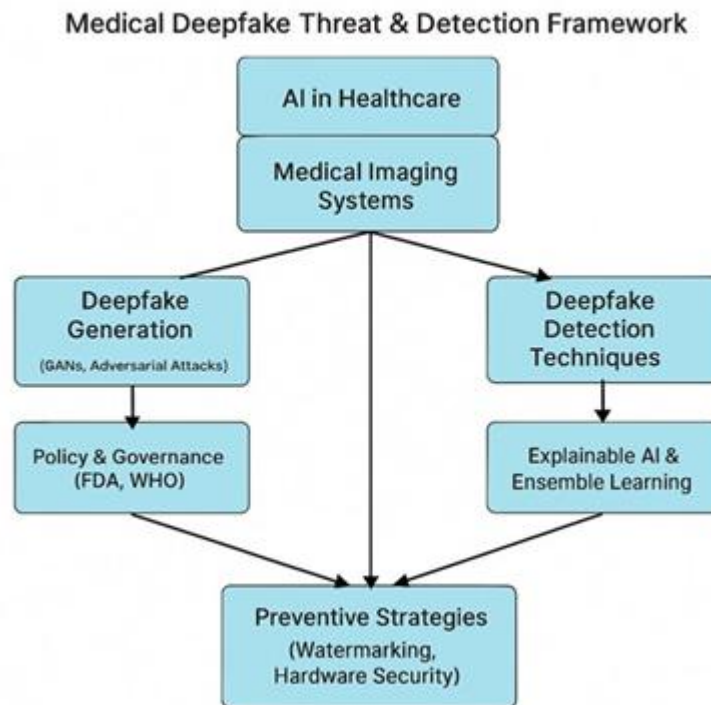 Medical Deepfake Threat & Detection Framework
AI in Healthcare
Medical Imaging
Systems
Deepfake
Generation
(GANs, Adversarial Attacks)
Deepfake
Detection
Techniques
Policy & Governance
(FDA, WHO)
Explainable AI &
Ensemble Learning
Preventive Strategies
(Watermarking,
Hardware Security)